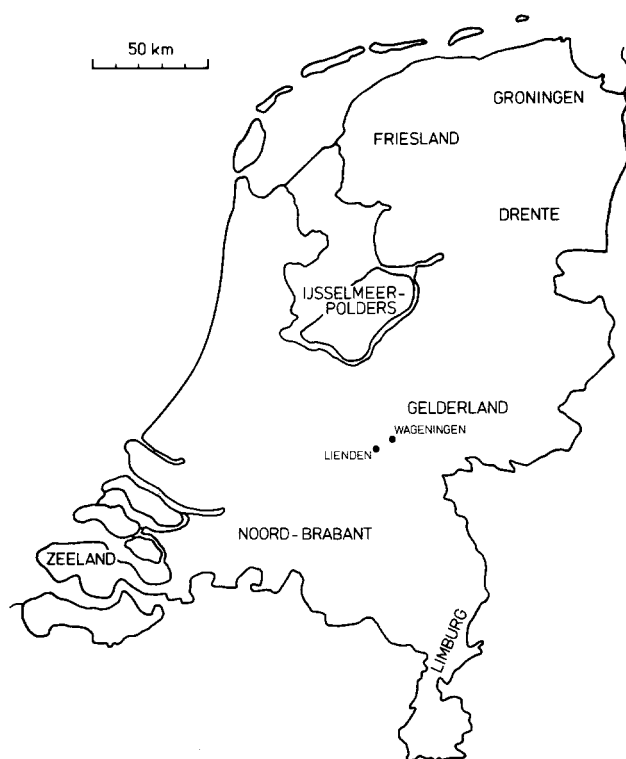 50 km
GRONINGEN
FRIESLAND
DRENTE
IJSSELMEER-
POLDERS
GELDERLAND
WAGENINGEN
LIENDEN
NOORD-BRABANT
ZEELAND
LIMBURG